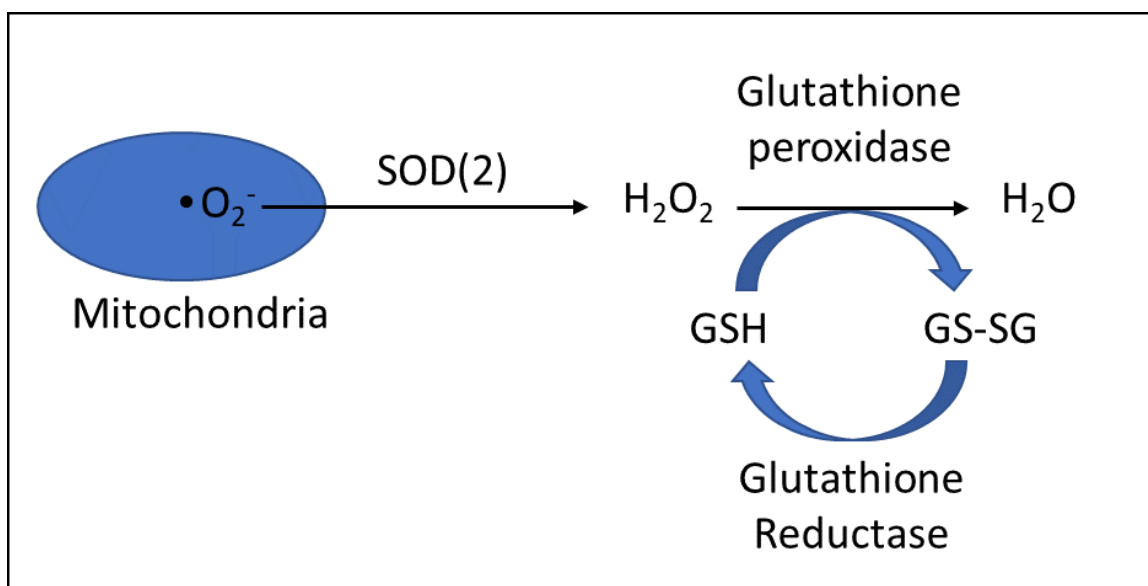 Glutathione
peroxidase
SOD(2)
• O₂⁻
H₂O₂
H₂O
Mitochondria
GSH
GS-SG
Glutathione
Reductase